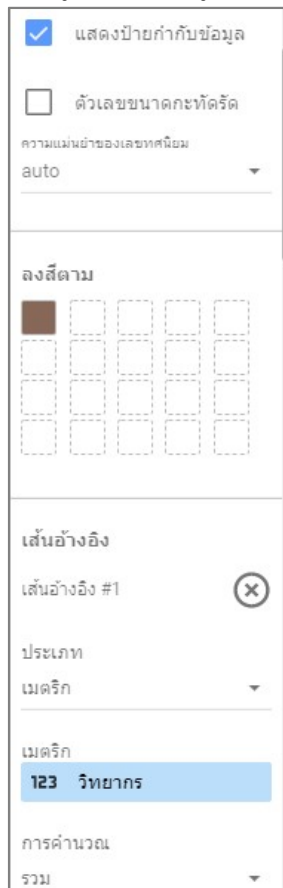 แสดงป้ายกำกับข้อมูล
ตัวเลขขนาดกะทัดรัด
ความแม่นยำของเลขทศนิยม
auto
ลงสีตาม
เส้นอ้างอิง
เส้นอ้างอิง #1
ประเภท
เมตริก
เมตริก
123 วิทยากร
การคำนวณ
รวม